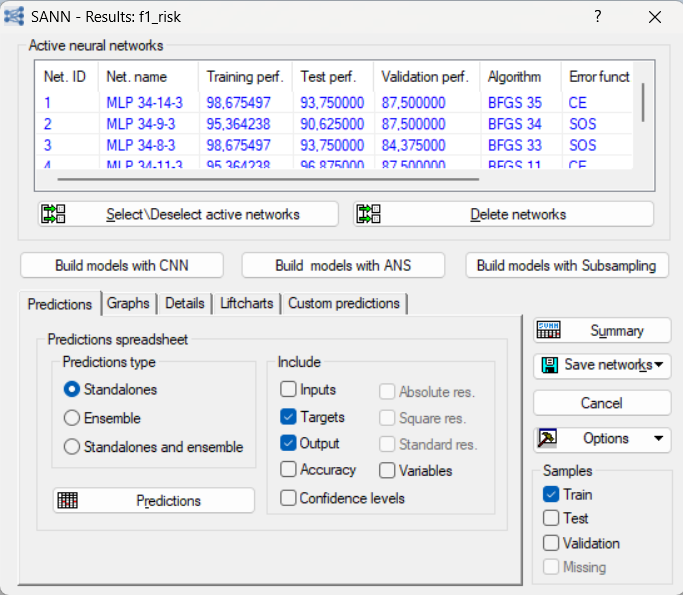 SANN - Results: f1_risk
Active neural networks
Net. ID Net. name Training perf. Test perf. Validation perf. Algorithm Error funct
1 MLP 34-14-3 98,675497 93,750000 87,500000 BFGS 35 CE
2 MLP 34-9-3 95,364238 90,625000 87,500000 BFGS 34 SOS
3 MLP 34-8-3 98,675497 93,750000 84,375000 BFGS 33 SOS
4 MLP 34-11-3 95,364238 96,875000 87,500000 BFGS 11 CE
Select\Deselect active networks Delete networks
Build models with CNN Build models with ANS Build models with Subsampling
Predictions Graphs Details Liftcharts Custom predictions
Predictions spreadsheet
Predictions type
Standalones
Ensemble
Standalones and ensemble
Predictions
Include
Inputs Absolute res.
Targets Square res.
Output Standard res.
Accuracy Variables
Confidence levels
Summary
Save networks
Cancel
Options
Samples
Train
Test
Validation
Missing